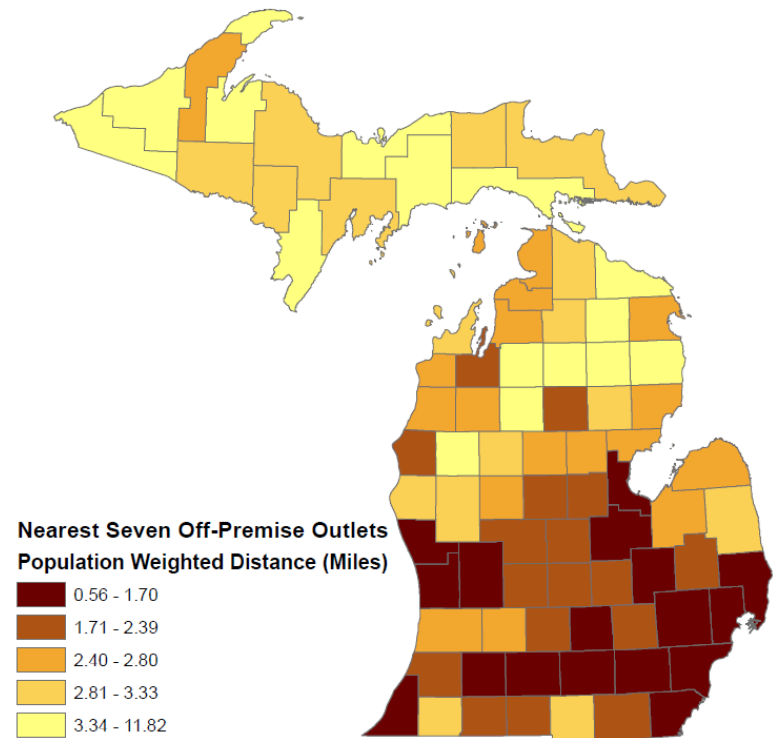 Nearest Seven Off-Premise Outlets
Population Weighted Distance (Miles)
0.56 - 1.70
1.71 - 2.39
2.40 - 2.80
2.81 - 3.33
3.34 - 11.82